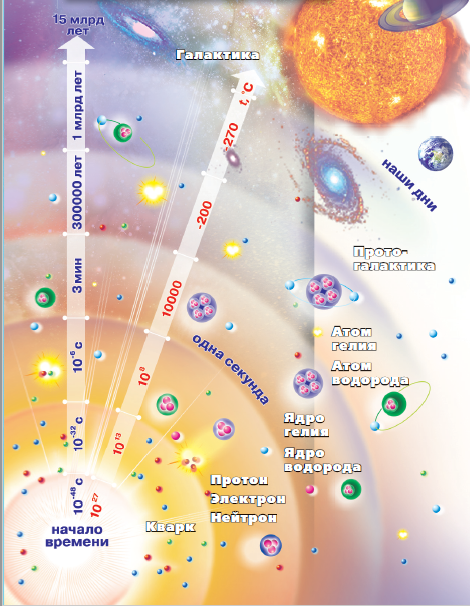 15 млрд
лет
Галактика
1 млрд лет
t, °C
-270
наши дни
300000 лет
-200
Прото-
галактика
3 мин
10000
Атом
гелия
Атом
водорода
одна секунда
10⁻⁶ с
10⁸
Ядро
гелия
Ядро
водорода
10⁻³² с
10¹³
Протон
Электрон
Нейтрон
Кварк
10⁻⁴⁸ с
10²⁷
начало
времени